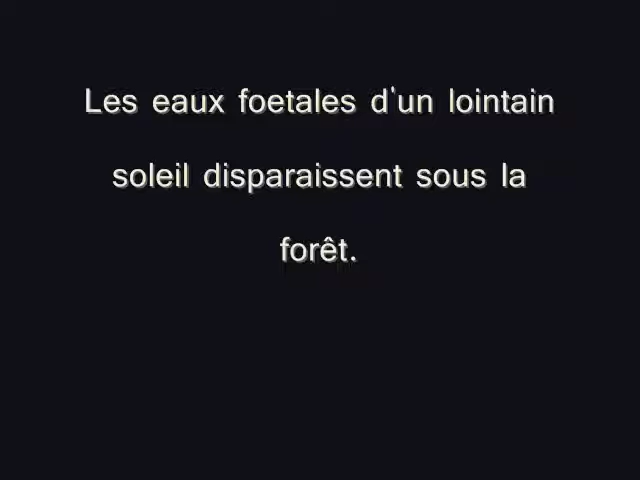 Les eaux foetales d'un lointain
soleil disparaissent sous la
forêt.